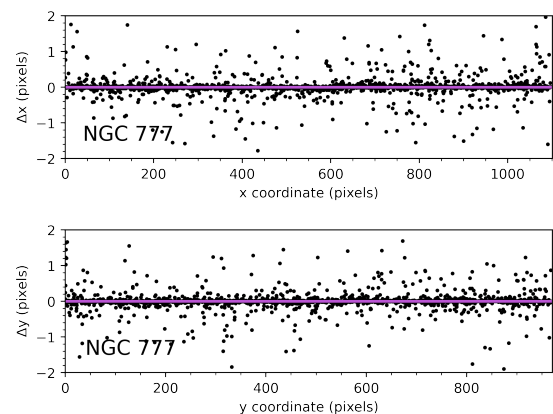 2
1
0
−1
−2
Δx (pixels)
NGC 777
0 200 400 600 800 1000
x coordinate (pixels)
2
1
0
−1
−2
Δy (pixels)
NGC 777
0 200 400 600 800
y coordinate (pixels)